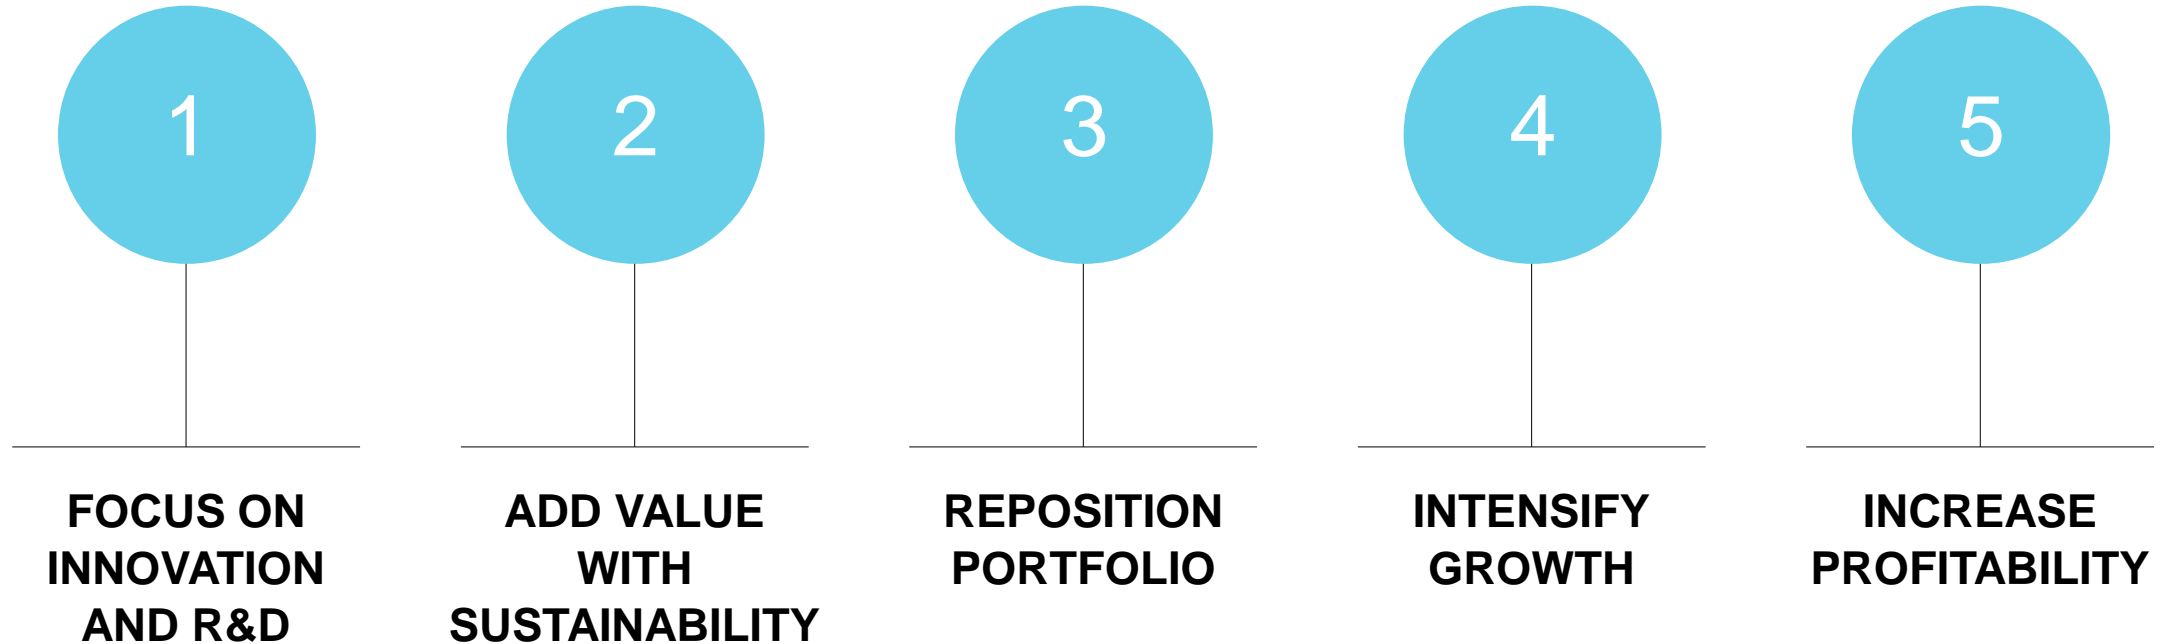 1
2
3
4
5
FOCUS ON
INNOVATION
AND R&D
ADD VALUE
WITH
SUSTAINABILITY
REPOSITION
PORTFOLIO
INTENSIFY
GROWTH
INCREASE
PROFITABILITY